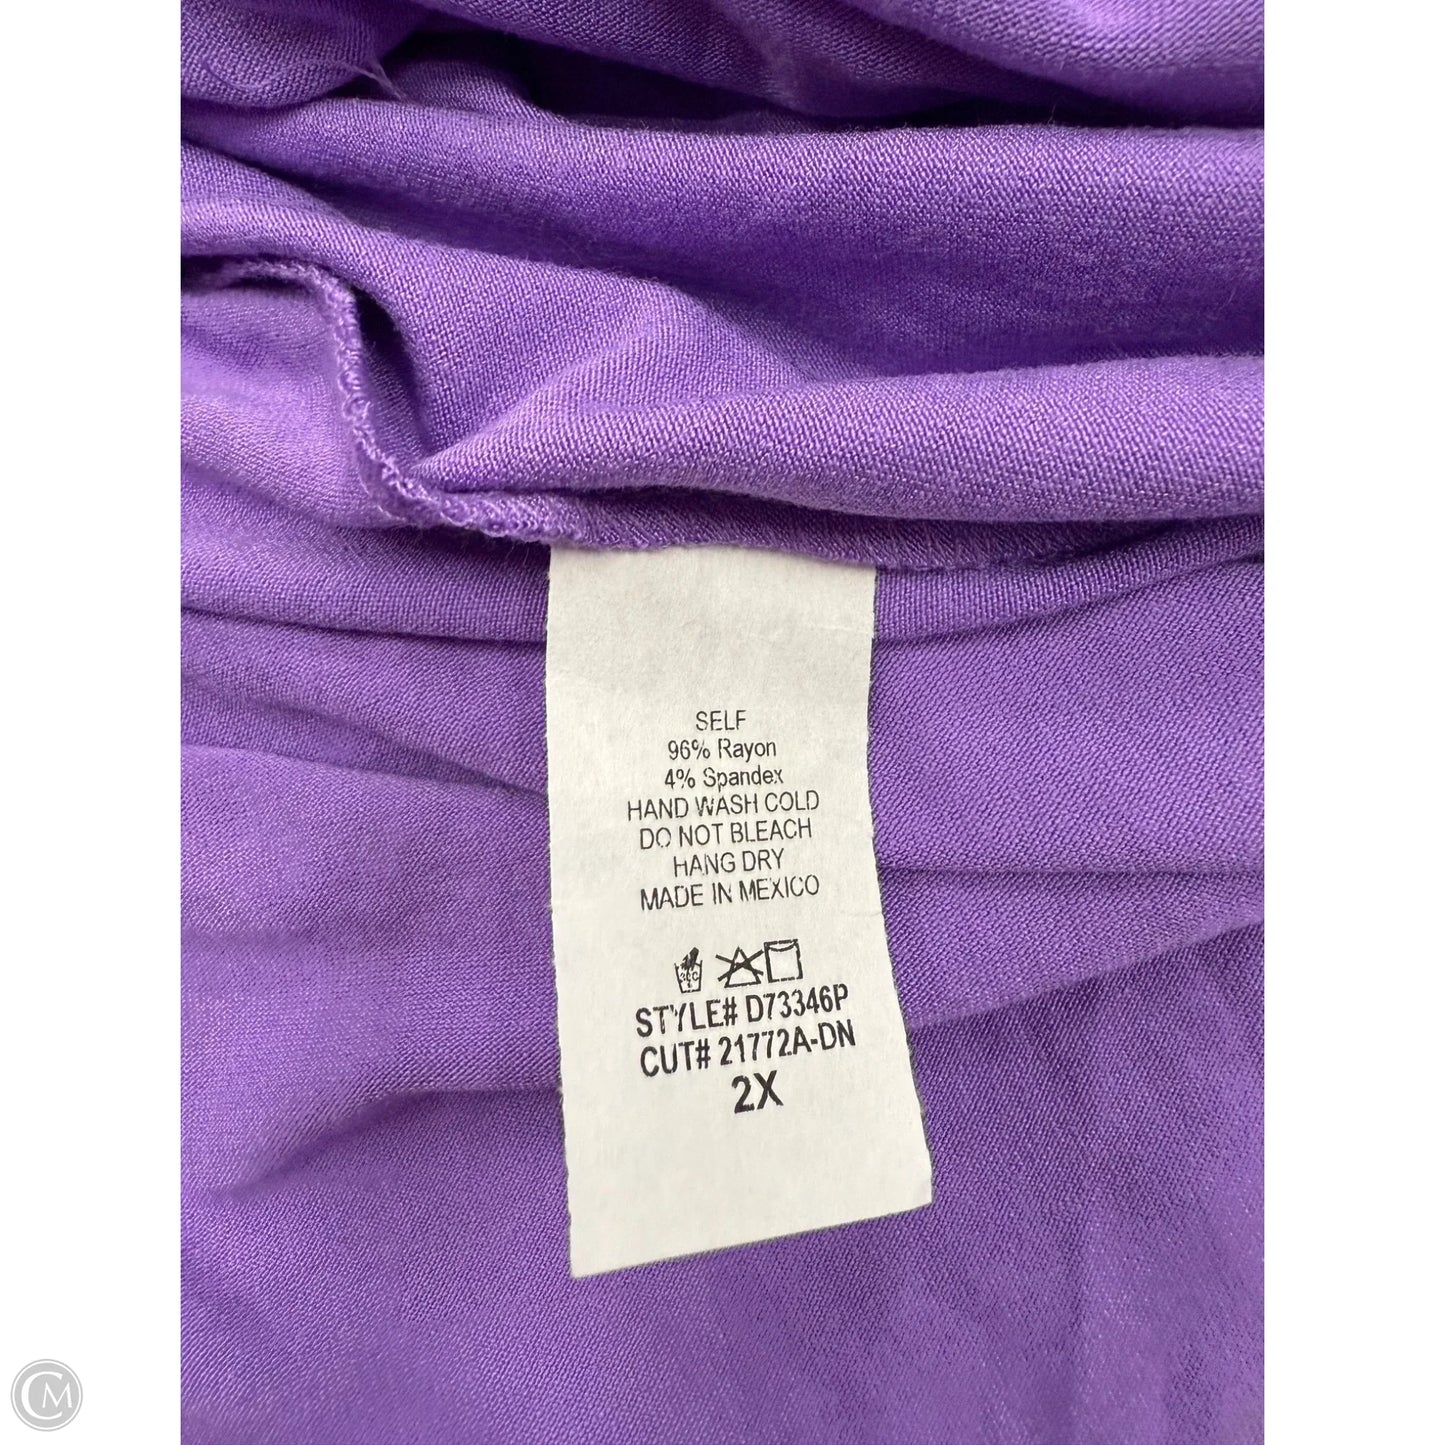 SELF
96% Rayon
4% Spandex
HAND WASH COLD
DO NOT BLEACH
HANG DRY
MADE IN MEXICO
STYLE# D73346P
CUT# 21772A-DN
2X
CM